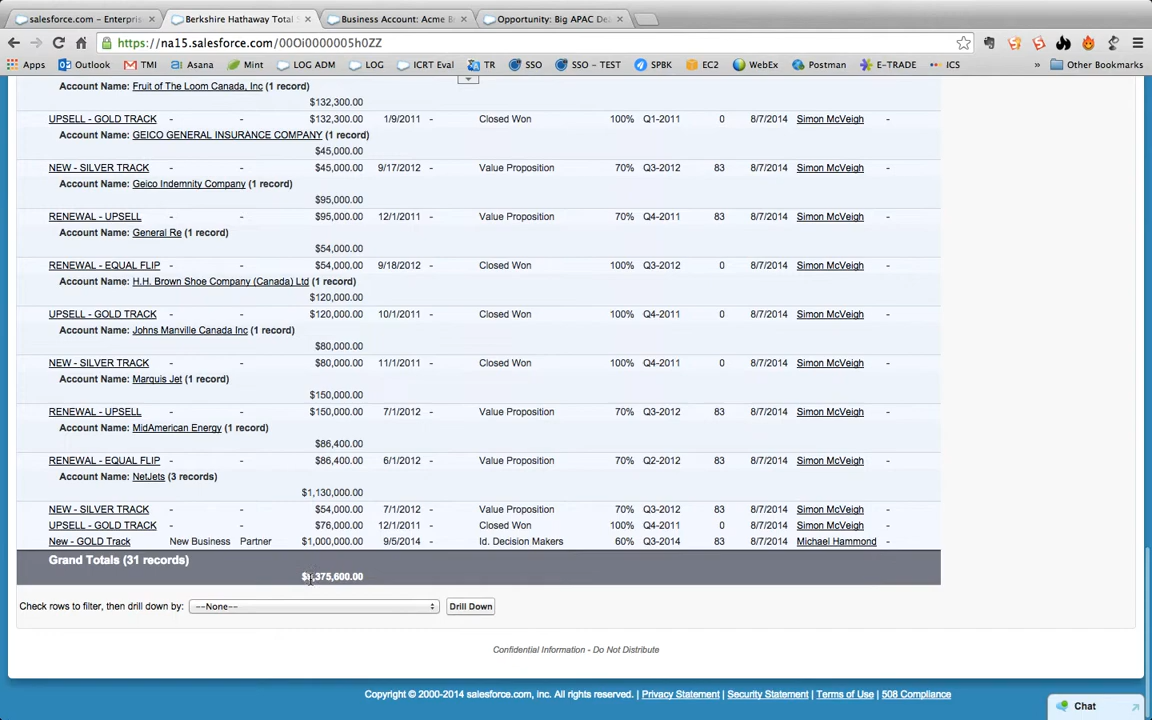 salesforce.com – Enterpris
Berkshire Hathaway Total
Business Account: Acme B
Opportunity: Big APAC De
https://na15.salesforce.com/00Oi0000005h0ZZ
Apps Outlook TMI Asana Mint LOG ADM LOG ICRT Eval TR SSO SSO - TEST SPBK EC2 WebEx Postman E-TRADE ICS » Other Bookmarks
Account Name: Fruit of The Loom Canada, Inc (1 record)
$132,300.00
UPSELL - GOLD TRACK - - $132,300.00 1/9/2011 - Closed Won 100% Q1-2011 0 8/7/2014 Simon McVeigh -
Account Name: GEICO GENERAL INSURANCE COMPANY (1 record)
$45,000.00
NEW - SILVER TRACK - - $45,000.00 9/17/2012 - Value Proposition 70% Q3-2012 83 8/7/2014 Simon McVeigh -
Account Name: Geico Indemnity Company (1 record)
$95,000.00
RENEWAL - UPSELL - - $95,000.00 12/1/2011 - Value Proposition 70% Q4-2011 83 8/7/2014 Simon McVeigh -
Account Name: General Re (1 record)
$54,000.00
RENEWAL - EQUAL FLIP - - $54,000.00 9/18/2012 - Closed Won 100% Q3-2012 0 8/7/2014 Simon McVeigh -
Account Name: H.H. Brown Shoe Company (Canada) Ltd (1 record)
$120,000.00
UPSELL - GOLD TRACK - - $120,000.00 10/1/2011 - Closed Won 100% Q4-2011 0 8/7/2014 Simon McVeigh -
Account Name: Johns Manville Canada Inc (1 record)
$80,000.00
NEW - SILVER TRACK - - $80,000.00 11/1/2011 - Closed Won 100% Q4-2011 0 8/7/2014 Simon McVeigh -
Account Name: Marquis Jet (1 record)
$150,000.00
RENEWAL - UPSELL - - $150,000.00 7/1/2012 - Value Proposition 70% Q3-2012 83 8/7/2014 Simon McVeigh -
Account Name: MidAmerican Energy (1 record)
$86,400.00
RENEWAL - EQUAL FLIP - - $86,400.00 6/1/2012 - Value Proposition 70% Q2-2012 83 8/7/2014 Simon McVeigh -
Account Name: NetJets (3 records)
$1,130,000.00
NEW - SILVER TRACK - - $54,000.00 7/1/2012 - Value Proposition 70% Q3-2012 83 8/7/2014 Simon McVeigh -
UPSELL - GOLD TRACK - - $76,000.00 12/1/2011 - Closed Won 100% Q4-2011 0 8/7/2014 Simon McVeigh -
New - GOLD Track New Business Partner $1,000,000.00 9/5/2014 - Id. Decision Makers 60% Q3-2014 83 8/7/2014 Michael Hammond -
Grand Totals (31 records)
Check rows to filter, then drill down by: --None-- Drill Down
Confidential Information - Do Not Distribute
Copyright © 2000-2014 salesforce.com, inc. All rights reserved. | Privacy Statement | Security Statement | Terms of Use | 508 Compliance
Chat